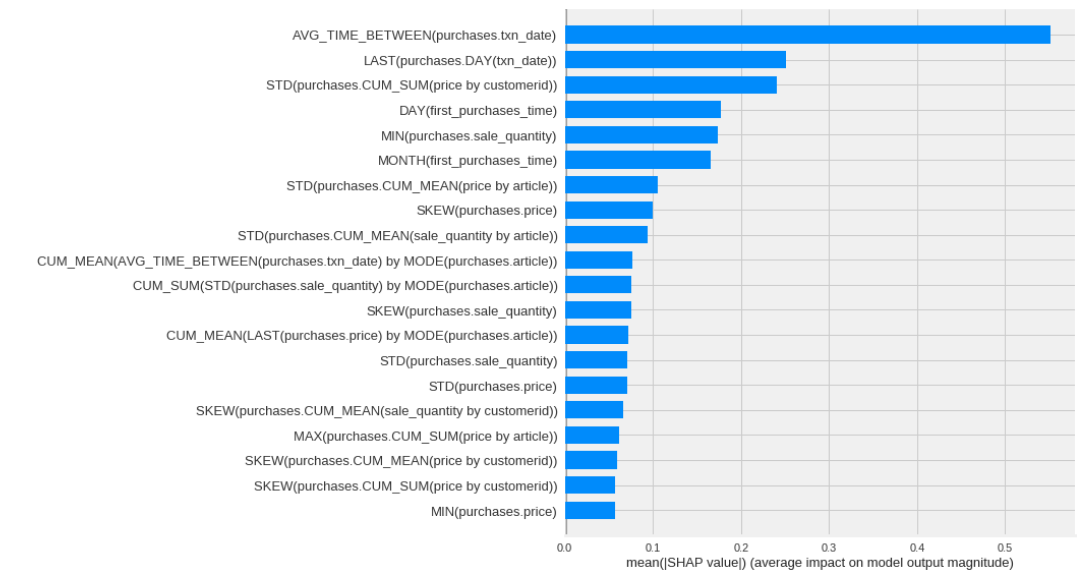 AVG_TIME_BETWEEN(purchases.txn_date)
LAST(purchases.DAY(txn_date))
STD(purchases.CUM_SUM(price by customerid))
DAY(first_purchases_time)
MIN(purchases.sale_quantity)
MONTH(first_purchases_time)
STD(purchases.CUM_MEAN(price by article))
SKEW(purchases.price)
STD(purchases.CUM_MEAN(sale_quantity by article))
CUM_MEAN(AVG_TIME_BETWEEN(purchases.txn_date) by MODE(purchases.article))
CUM_SUM(STD(purchases.sale_quantity) by MODE(purchases.article))
SKEW(purchases.sale_quantity)
CUM_MEAN(LAST(purchases.price) by MODE(purchases.article))
STD(purchases.sale_quantity)
STD(purchases.price)
SKEW(purchases.CUM_MEAN(sale_quantity by customerid))
MAX(purchases.CUM_SUM(price by article))
SKEW(purchases.CUM_MEAN(price by customerid))
SKEW(purchases.CUM_SUM(price by customerid))
MIN(purchases.price)
0.0 0.1 0.2 0.3 0.4 0.5
mean(|SHAP value|) (average impact on model output magnitude)